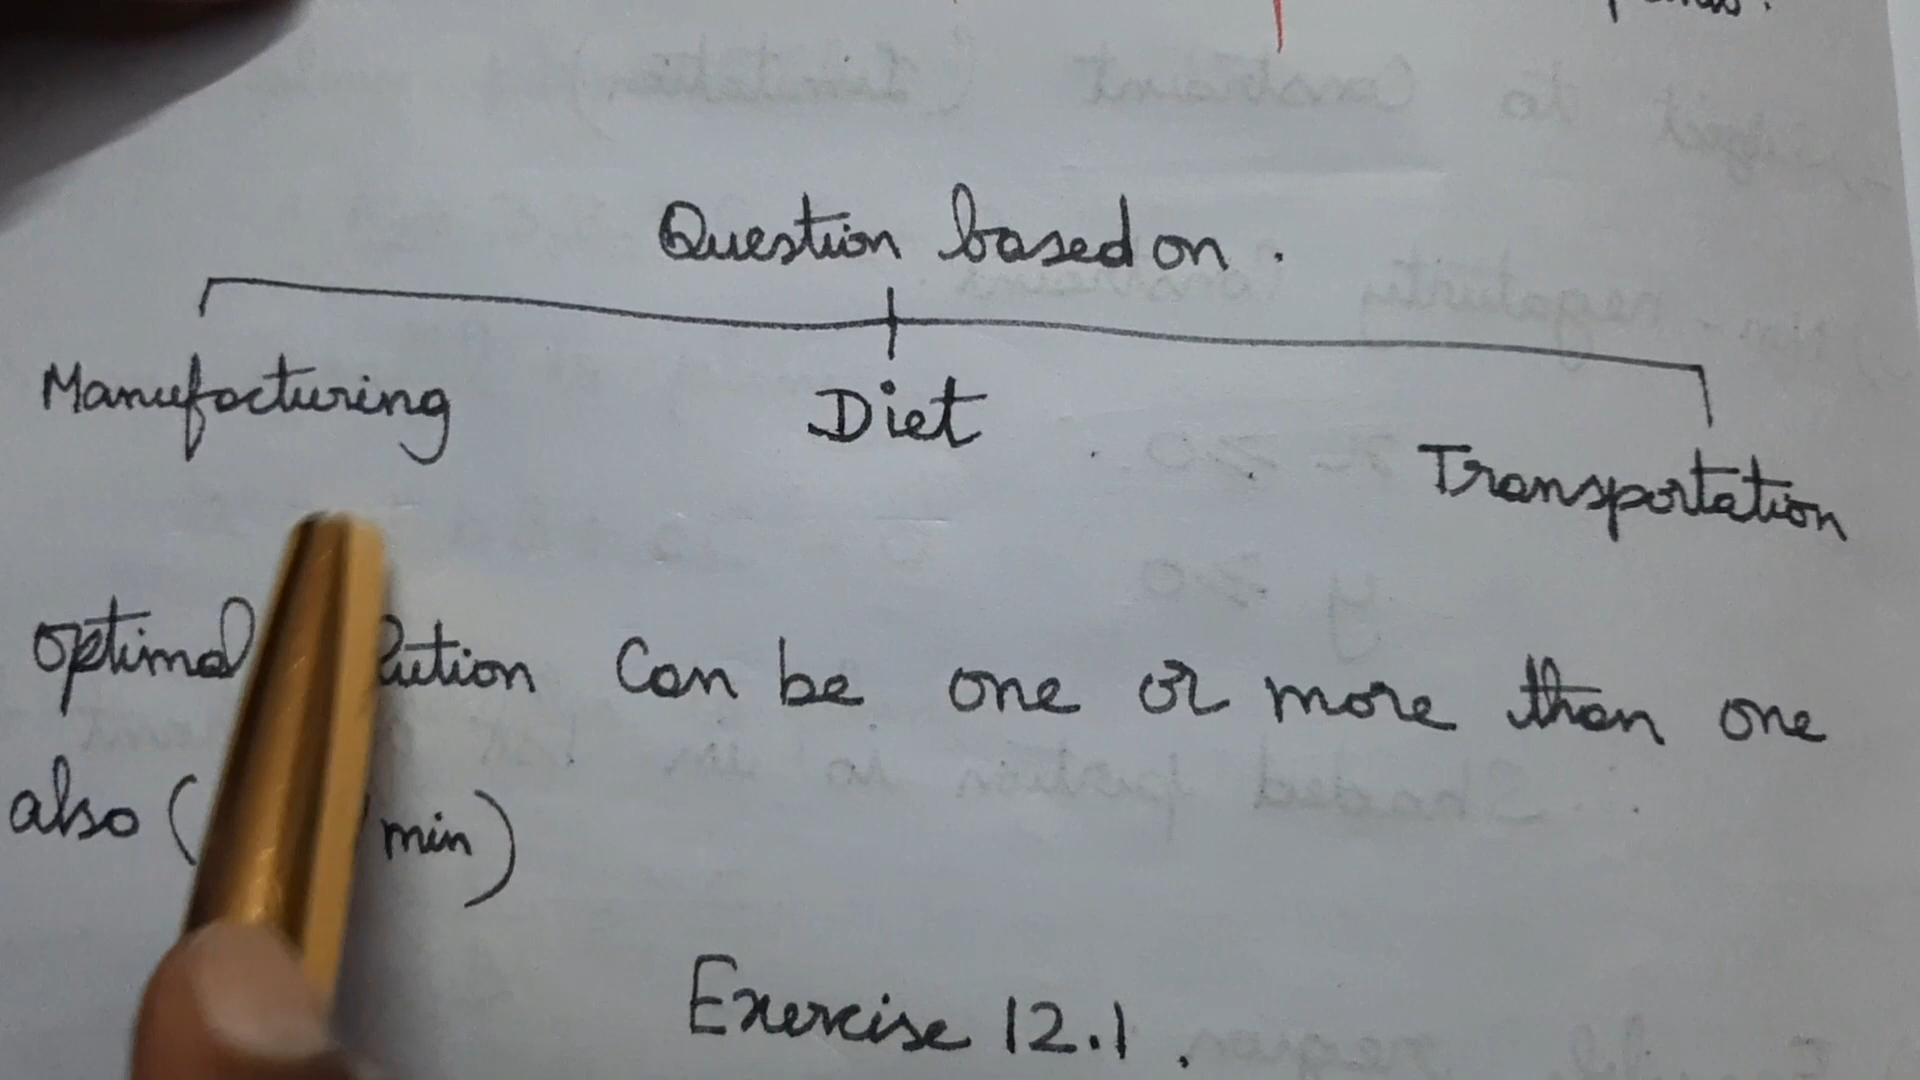 Question based on.
Manufacturing Diet Transportation
optimal can be one or more than one
also ( min)
Exercise 12.1.